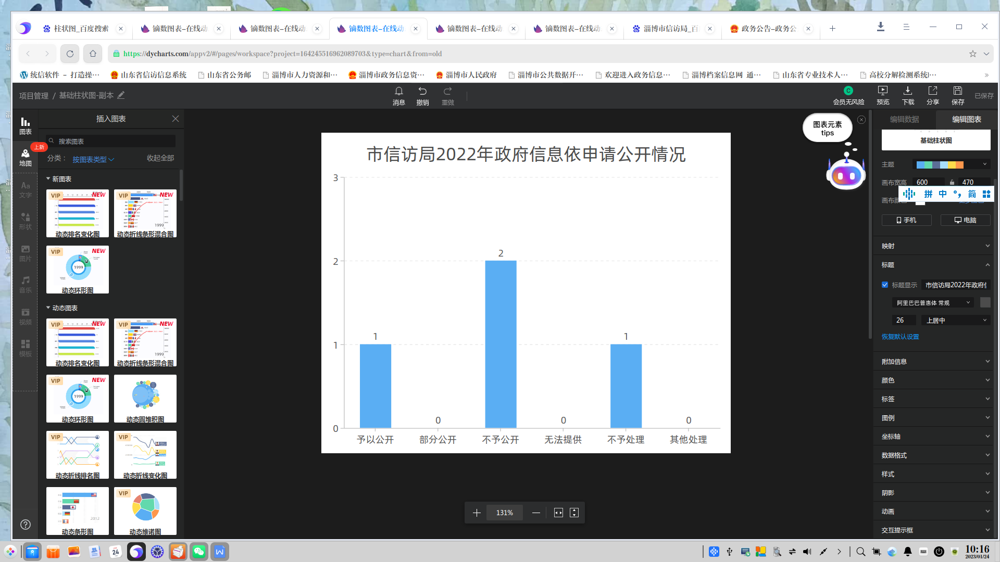 柱状图_百度搜索
镝数图表-在线动
镝数图表-在线动
镝数图表-在线动
镝数图表-在线动
镝数图表-在线动
淄博市信访局_百
政务公告-政务公
https://dycharts.com/appv2/#/pages/workspace?project=164245516962089703&type=chart&from=old
统信软件 - 打造操…
山东省信访信息系统
山东省公务邮
淄博市人力资源和…
淄博市政务信息资…
淄博市人民政府
淄博市公共数据开…
欢迎进入政务信息…
淄博档案信息网 通…
山东省专业技术人…
高校分解检测系统…
项目管理 / 基础柱状图-副本
消息
撤销
重做
会员无风险
预览
下载
分享
保存
已保存
图表
上新
地图
Aa
文字
形状
图片
音乐
视频
模板
插入图表
搜索图表
分类：
按图表类型
收起全部
新图表
VIP
NEW
动态排名变化图
VIP
NEW
1999
动态折线条形混合图
VIP
NEW
1999
动态环形图
动态图表
VIP
NEW
动态排名变化图
VIP
NEW
1999
动态折线条形混合图
VIP
NEW
1999
动态环形图
动态圆堆积图
VIP
动态折线排名图
VIP
动态折线变化图
2012
动态条形图
VIP
动态维诺图
市信访局2022年政府信息依申请公开情况
3
2
1
0
1
0
2
0
1
0
予以公开
部分公开
不予公开
无法提供
不予处理
其他处理
131%
图表元素
tips
编辑数据
编辑图表
基础柱状图
主题
画布宽高
600
470
拼 中 °, 简
手机
电脑
映射
标题
标题显示
市信访局2022年政府
阿里巴巴普惠体 常规
26
上居中
恢复默认设置
附加信息
颜色
标签
图例
坐标轴
数据格式
样式
阴影
动画
交互提示框
24
10:16
2023/01/24